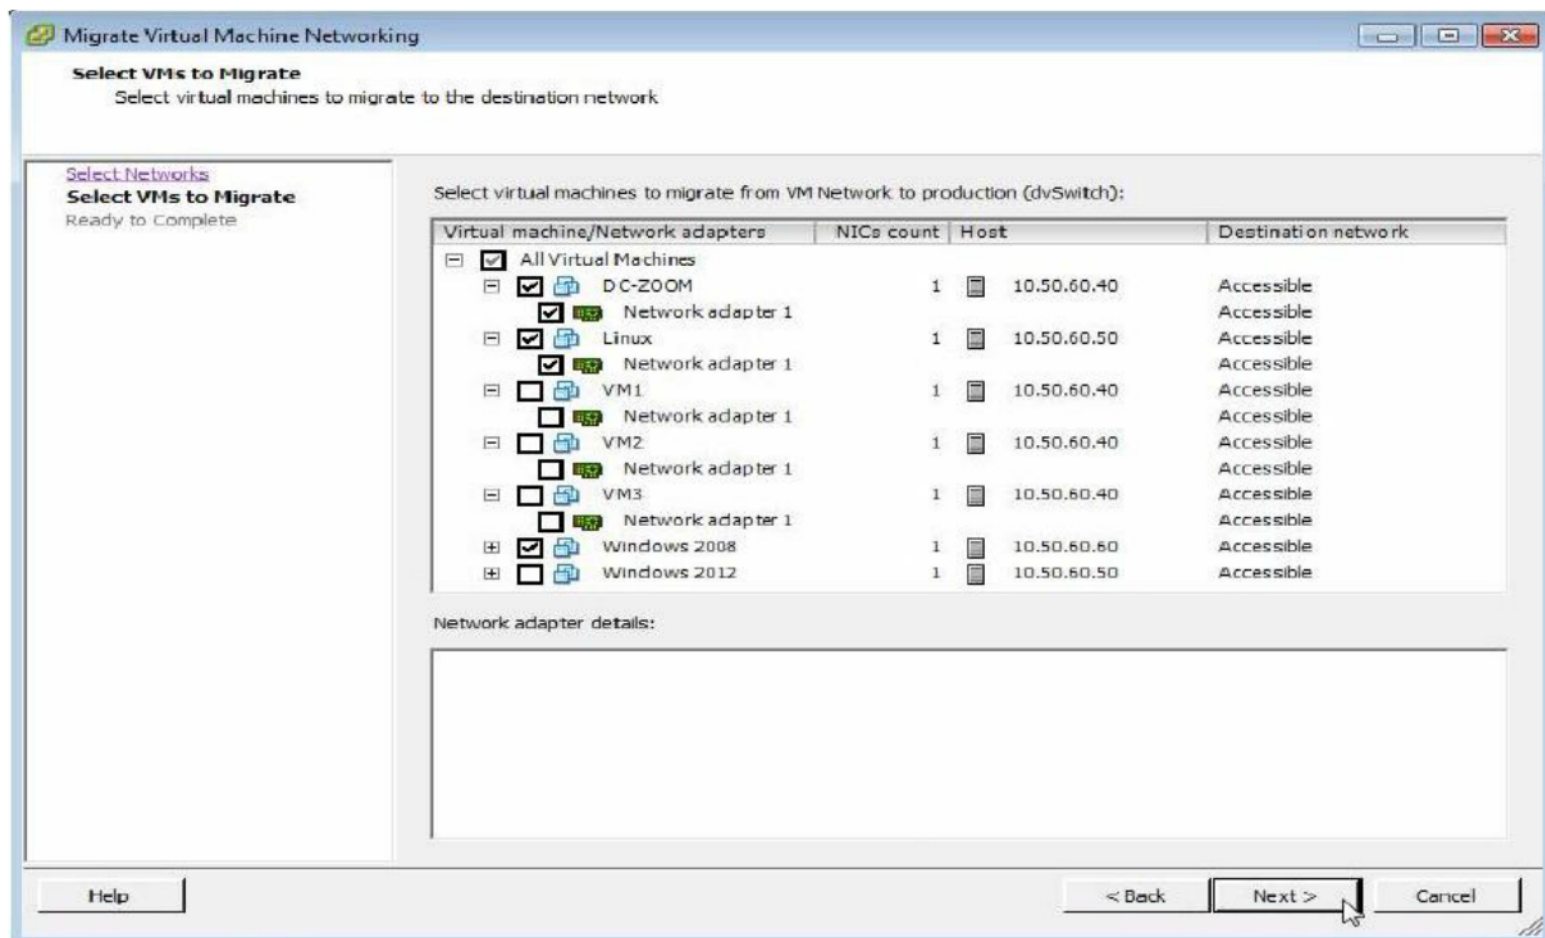 Migrate Virtual Machine Networking
Select VMs to Migrate
Select virtual machines to migrate to the destination network
Select Networks
Select VMs to Migrate
Ready to Complete
Select virtual machines to migrate from VM Network to production (dvSwitch):
Virtual machine/Network adapters NICs count Host Destination network
All Virtual Machines
DC-ZOOM 1 10.50.60.40 Accessible
Network adapter 1 Accessible
Linux 1 10.50.60.50 Accessible
Network adapter 1 Accessible
VM1 1 10.50.60.40 Accessible
Network adapter 1 Accessible
VM2 1 10.50.60.40 Accessible
Network adapter 1 Accessible
VM3 1 10.50.60.40 Accessible
Network adapter 1 Accessible
Windows 2008 1 10.50.60.60 Accessible
Windows 2012 1 10.50.60.50 Accessible
Network adapter details:
Help < Back Next > Cancel